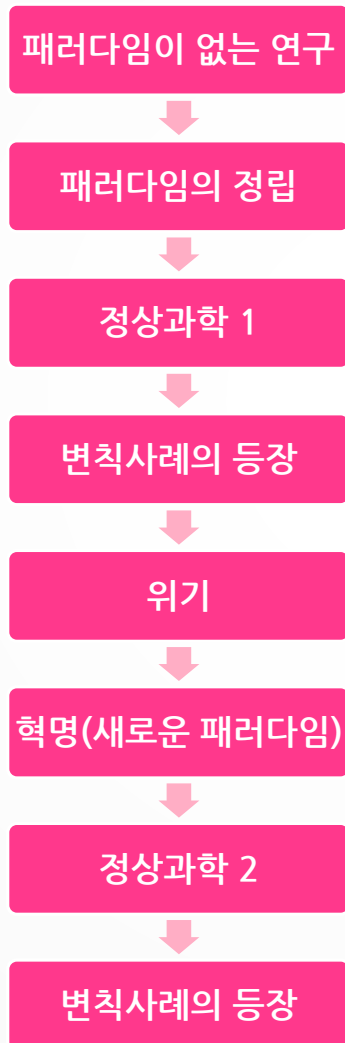 패러다임이 없는 연구
패러다임의 정립
정상과학 1
변칙사례의 등장
위기
혁명(새로운 패러다임)
정상과학 2
변칙사례의 등장